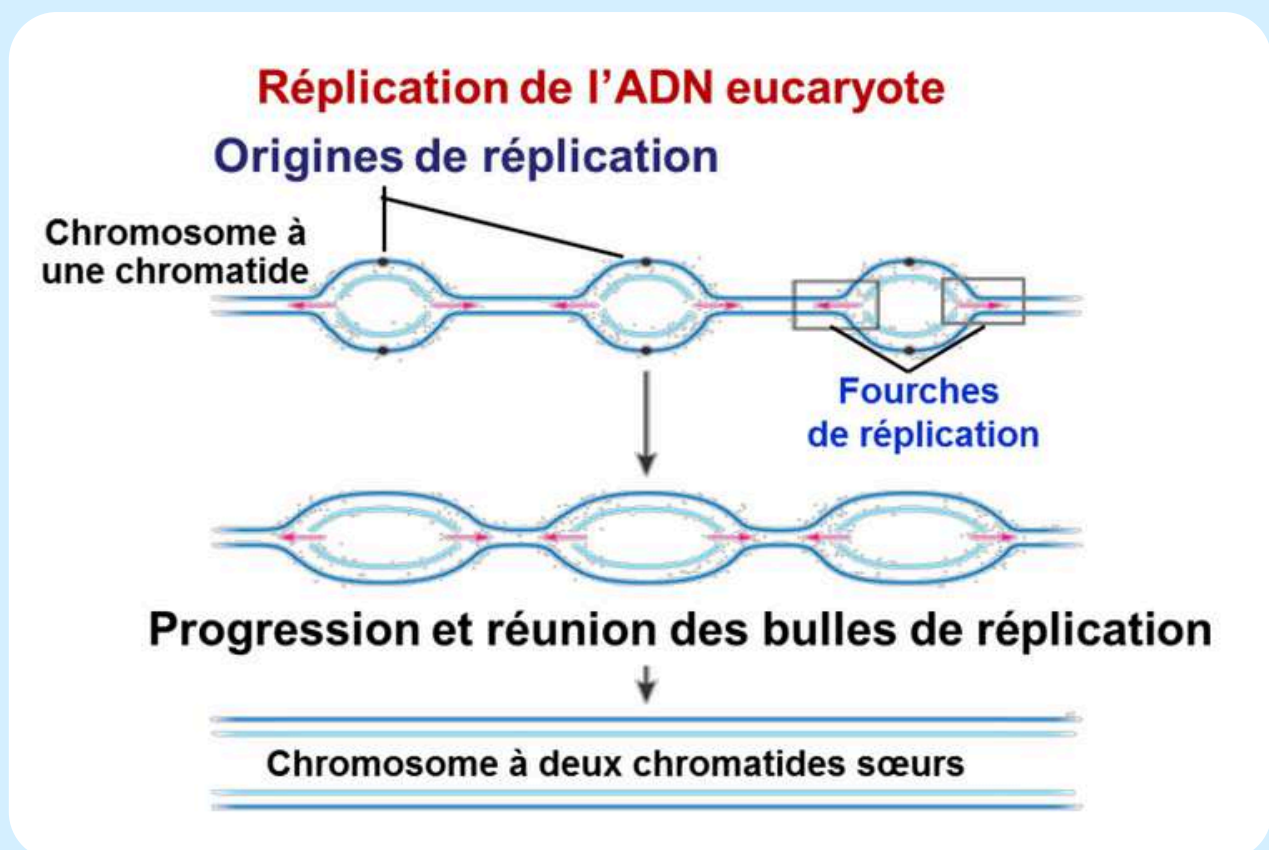 Réplication de l’ADN eucaryote
Origines de réplication
Chromosome à
une chromatide
Fourches
de réplication
Progression et réunion des bulles de réplication
Chromosome à deux chromatides sœurs